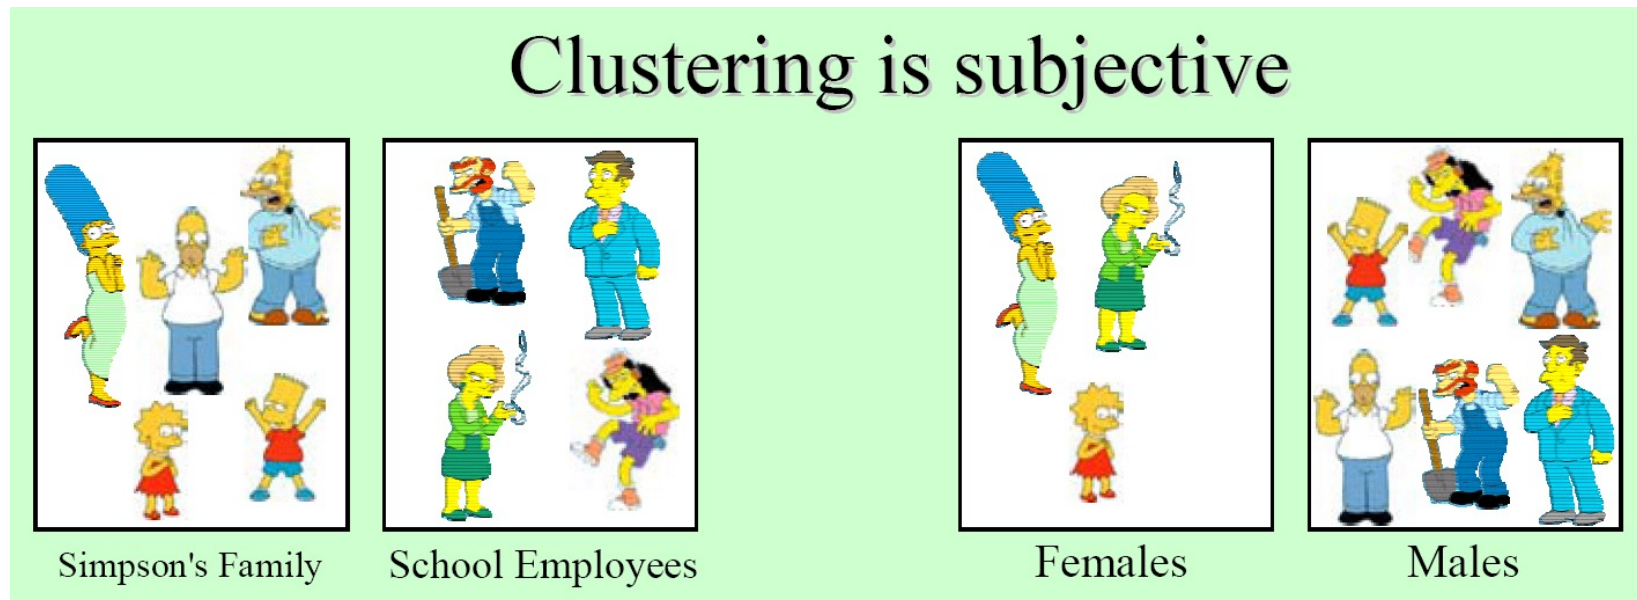 Clustering is subjective
Simpson's Family
School Employees
Females
Males